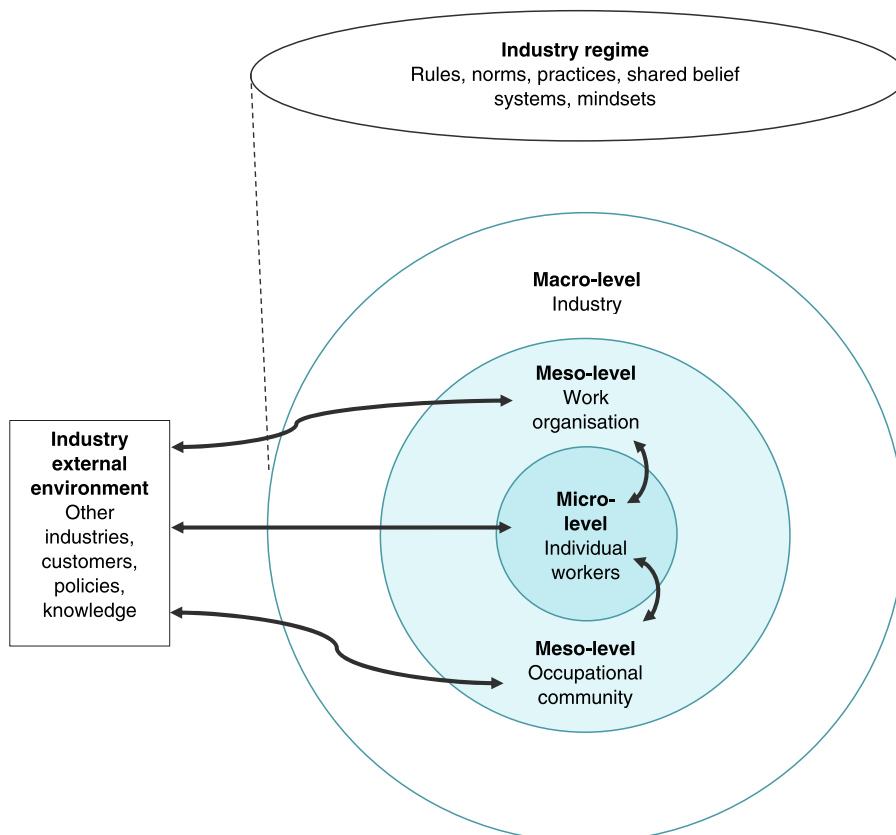 Industry regime
Rules, norms, practices, shared belief
systems, mindsets
Macro-level
Industry
Meso-level
Work
organisation
Industry
external
environment
Other
industries,
customers,
policies,
knowledge
Micro-
level
Individual
workers
Meso-level
Occupational
community